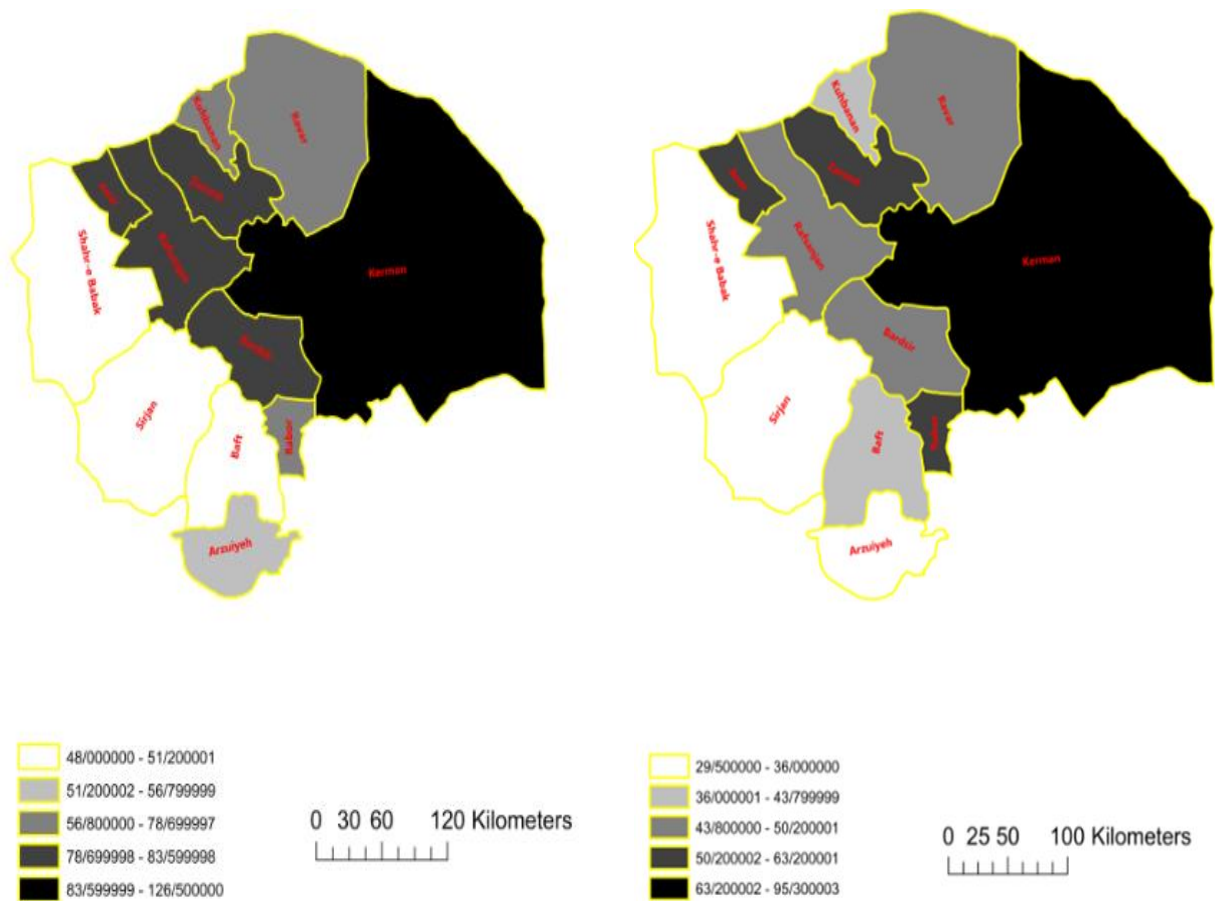 Kuhbanan
Ravar
Anar
Zarand
Shahr-e Babak
Rafsanjan
Kerman
Bardsir
Sirjan
Baft
Rabor
Arzuiyeh
48/000000 - 51/200001
51/200002 - 56/799999
56/800000 - 78/699997
78/699998 - 83/599998
83/599999 - 126/500000
0 30 60 120 Kilometers
Kuhbanan
Ravar
Zarand
Shahr-e Babak
Rafsanjan
Kerman
Bardsir
Sirjan
Baft
Arzuiyeh
29/500000 - 36/000000
36/000001 - 43/799999
43/800000 - 50/200001
50/200002 - 63/200001
63/200002 - 95/300003
0 25 50 100 Kilometers